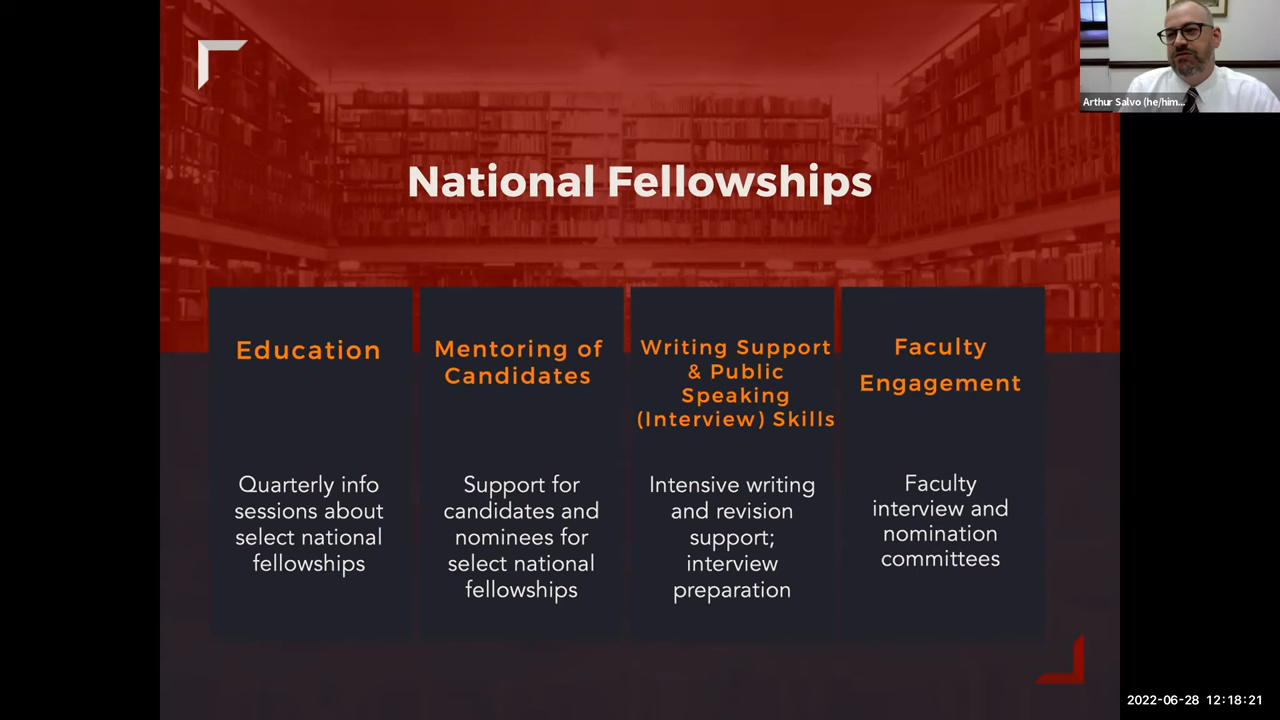 National Fellowships
Education
Quarterly info
sessions about
select national
fellowships
Mentoring of
Candidates
Support for
candidates and
nominees for
select national
fellowships
Writing Support
& Public
Speaking
(Interview) Skills
Intensive writing
and revision
support;
interview
preparation
Faculty
Engagement
Faculty
interview and
nomination
committees
Arthur Salvo (he/him...
2022-06-28 12:18:21